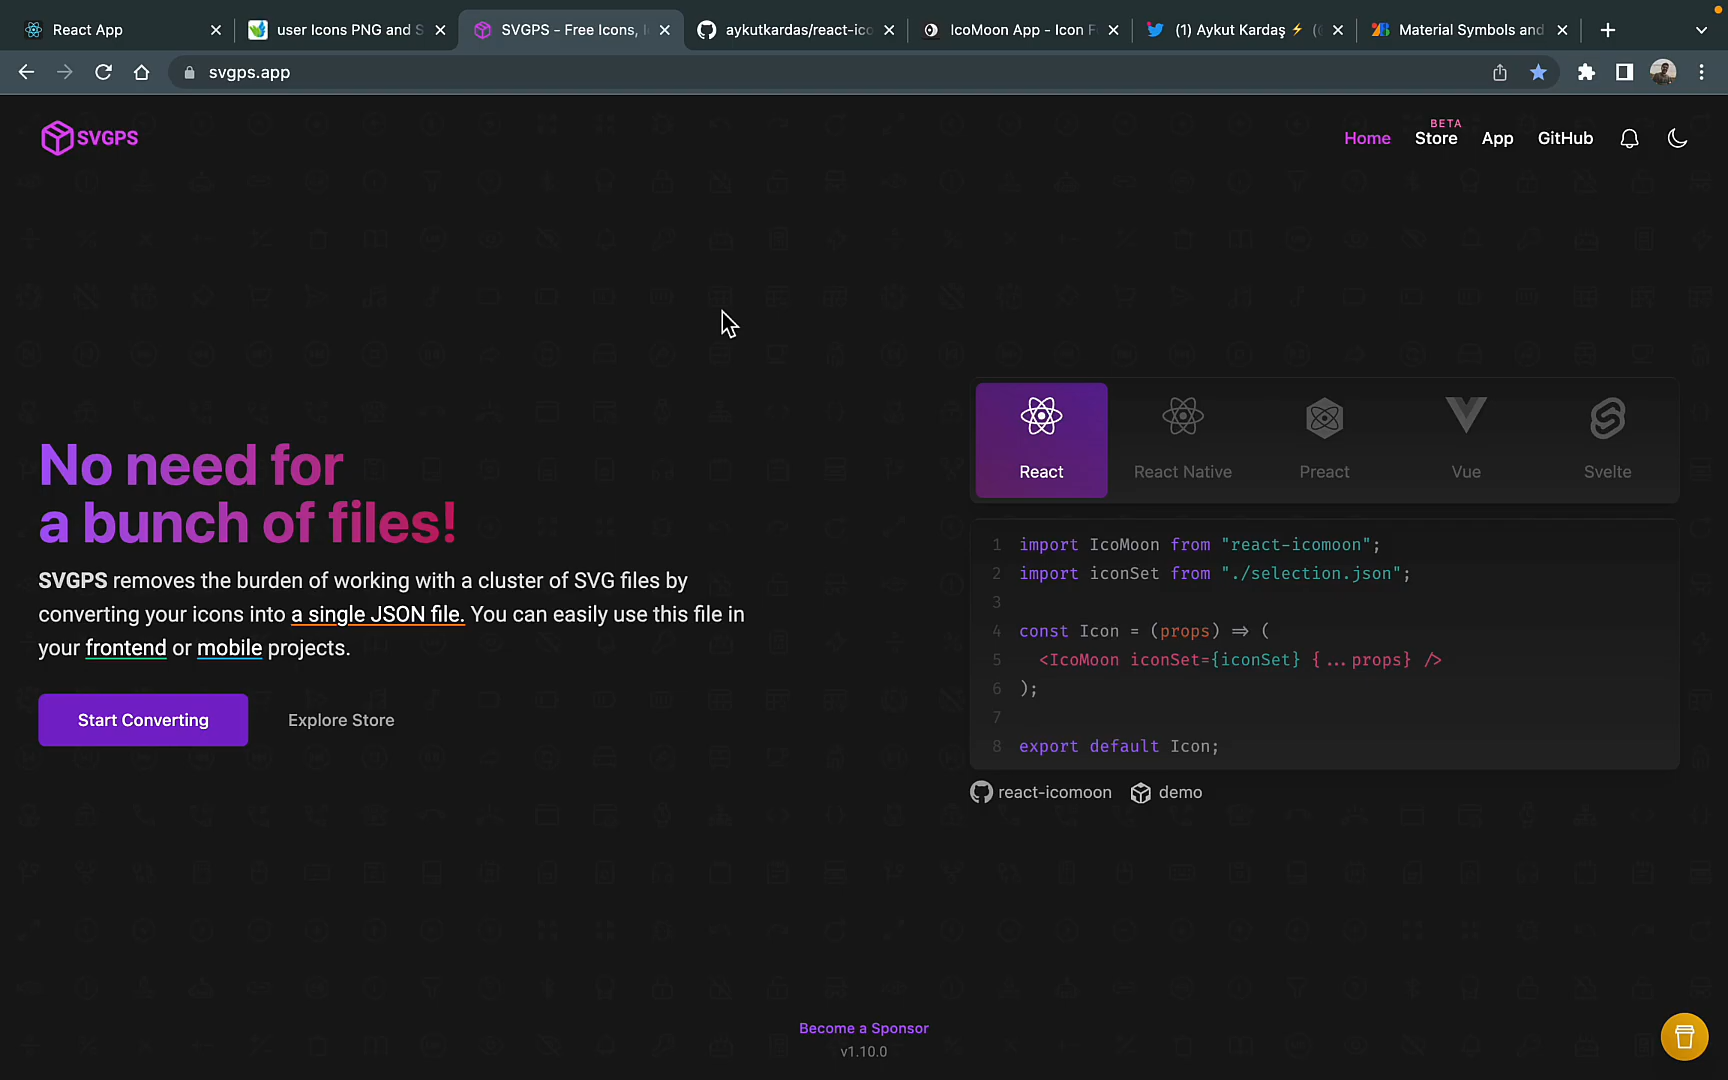 React App
user Icons PNG and S
SVGPS - Free Icons, I
aykutkardas/react-ico
IcoMoon App - Icon F
(1) Aykut Kardaş ⚡ (
Material Symbols and
svgps.app
SVGPS
Home
BETA
Store
App
GitHub
No need for
a bunch of files!
SVGPS removes the burden of working with a cluster of SVG files by
converting your icons into a single JSON file. You can easily use this file in
your frontend or mobile projects.
Start Converting
Explore Store
React
React Native
Preact
Vue
Svelte
1 import IcoMoon from "react-icomoon";
2 import iconSet from "./selection.json";
3
4 const Icon = (props) => (
5 <IcoMoon iconSet={iconSet} {...props} />
6 );
7
8 export default Icon;
react-icomoon
demo
Become a Sponsor
v1.10.0